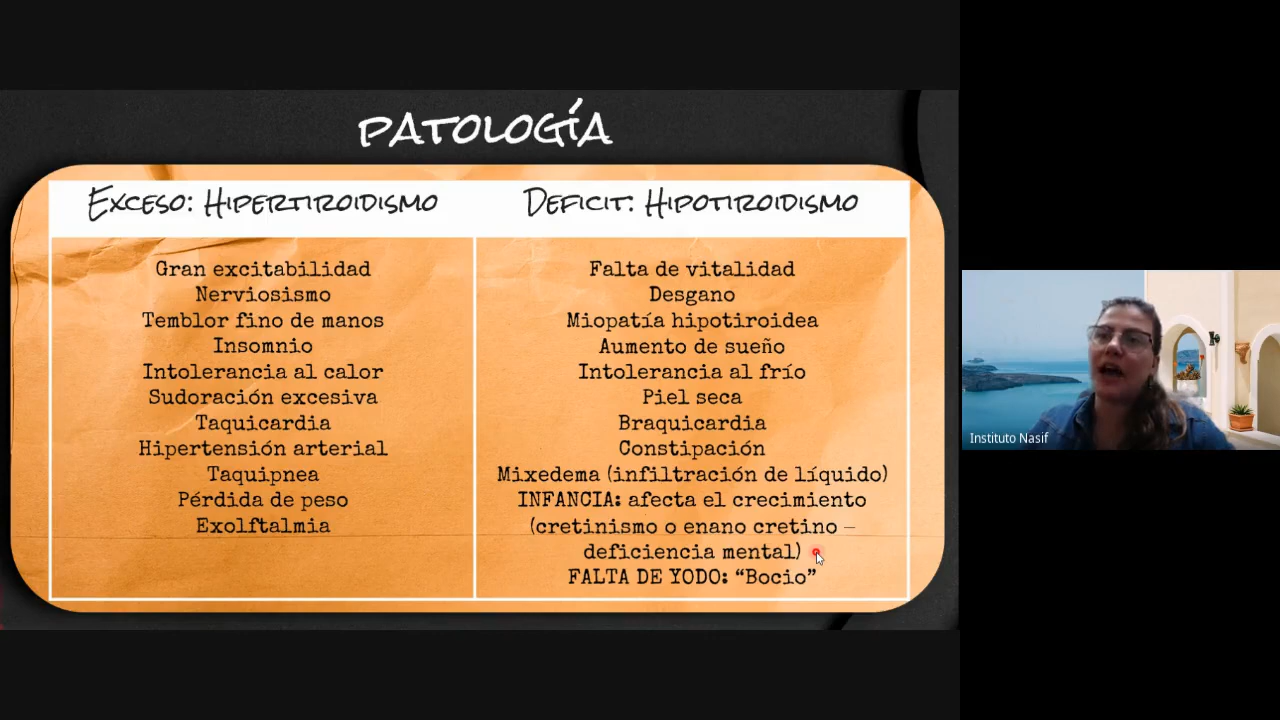 PATOLOGÍA
EXCESO: HIPERTIROIDISMO
Gran excitabilidad
Nerviosismo
Temblor fino de manos
Insomnio
Intolerancia al calor
Sudoración excesiva
Taquicardia
Hipertensión arterial
Taquipnea
Pérdida de peso
Exolftalmia
DEFICIT: HIPOTIROIDISMO
Falta de vitalidad
Desgano
Miopatía hipotiroidea
Aumento de sueño
Intolerancia al frío
Piel seca
Braquicardia
Constipación
Mixedema (infiltración de líquido)
INFANCIA: afecta el crecimiento
(cretinismo o enano cretino –
deficiencia mental)
FALTA DE YODO: “Bocio”
Instituto Nasif